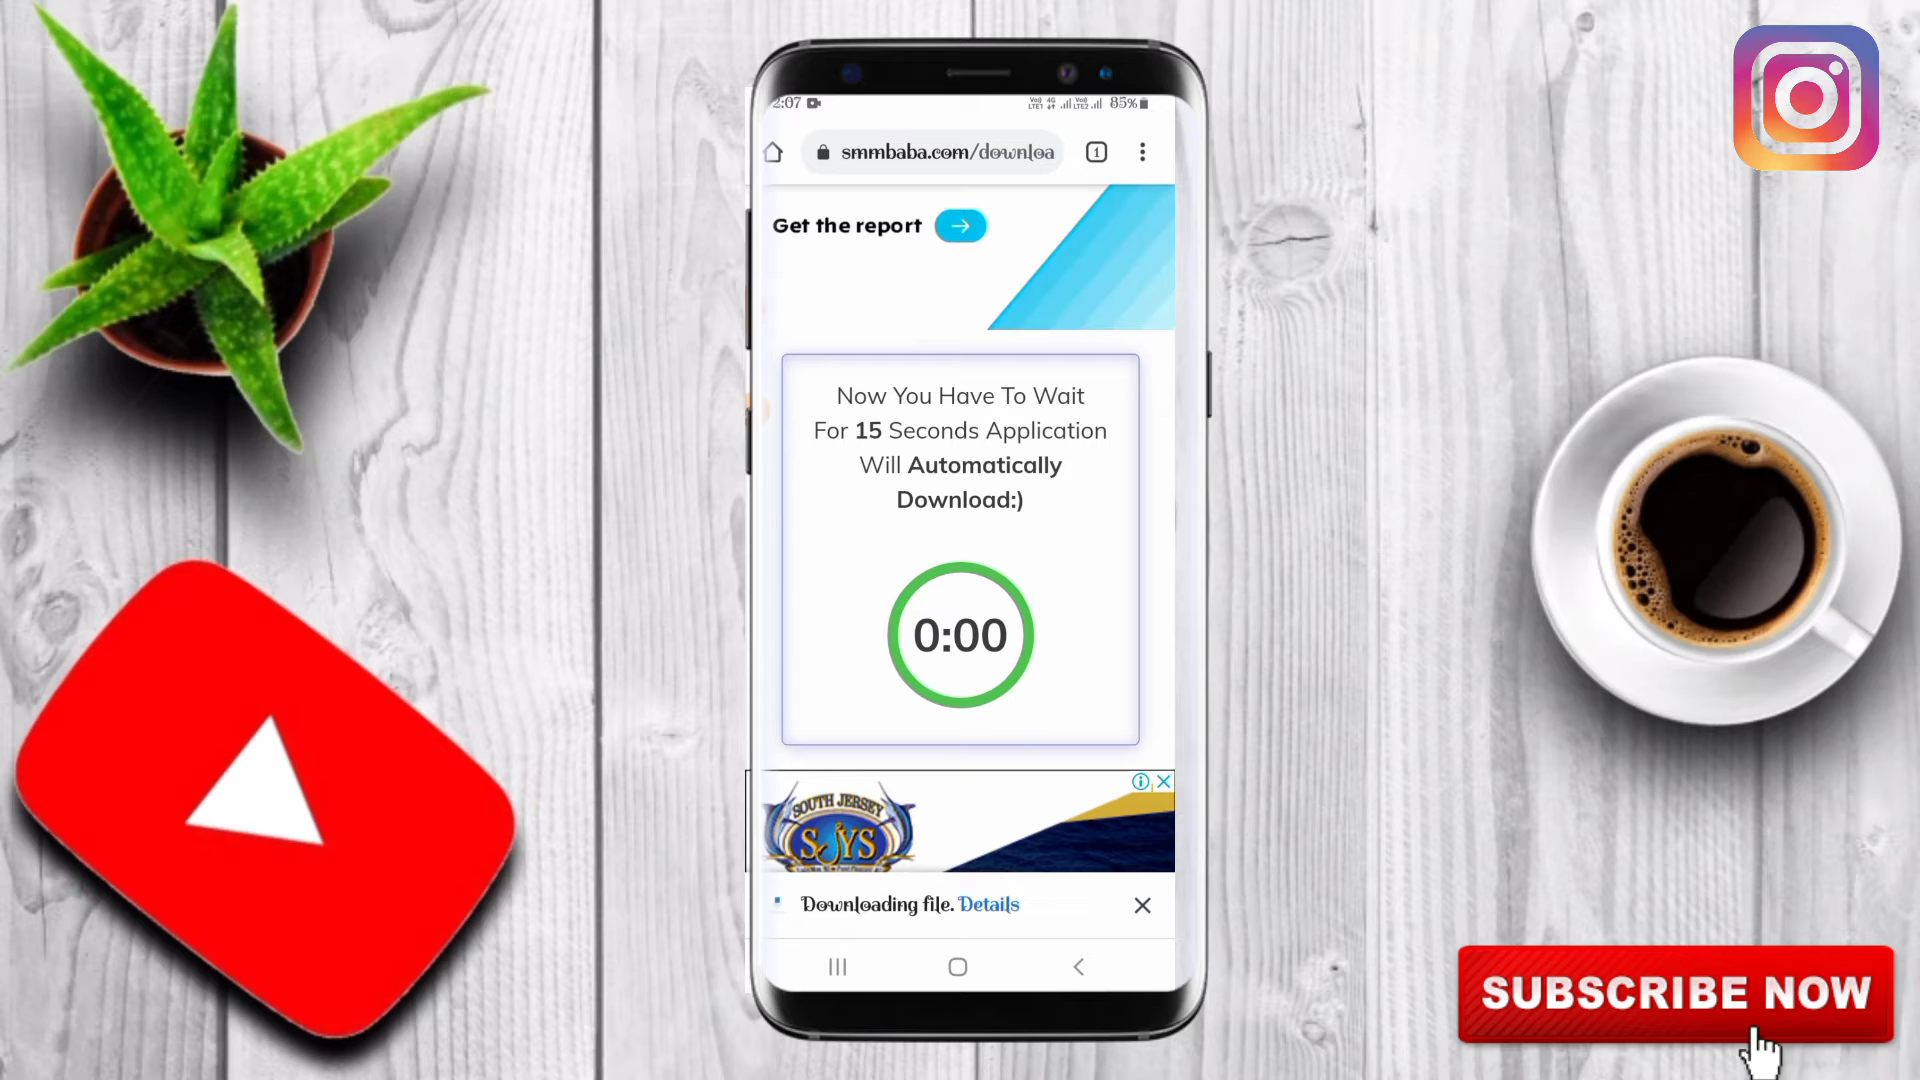 2:07
85%
smmbaba.com/downloa
1
Get the report
Now You Have To Wait
For 15 Seconds Application
Will Automatically
Download:)
0:00
SOUTH JERSEY
SJYS
Downloading file. Details
SUBSCRIBE NOW